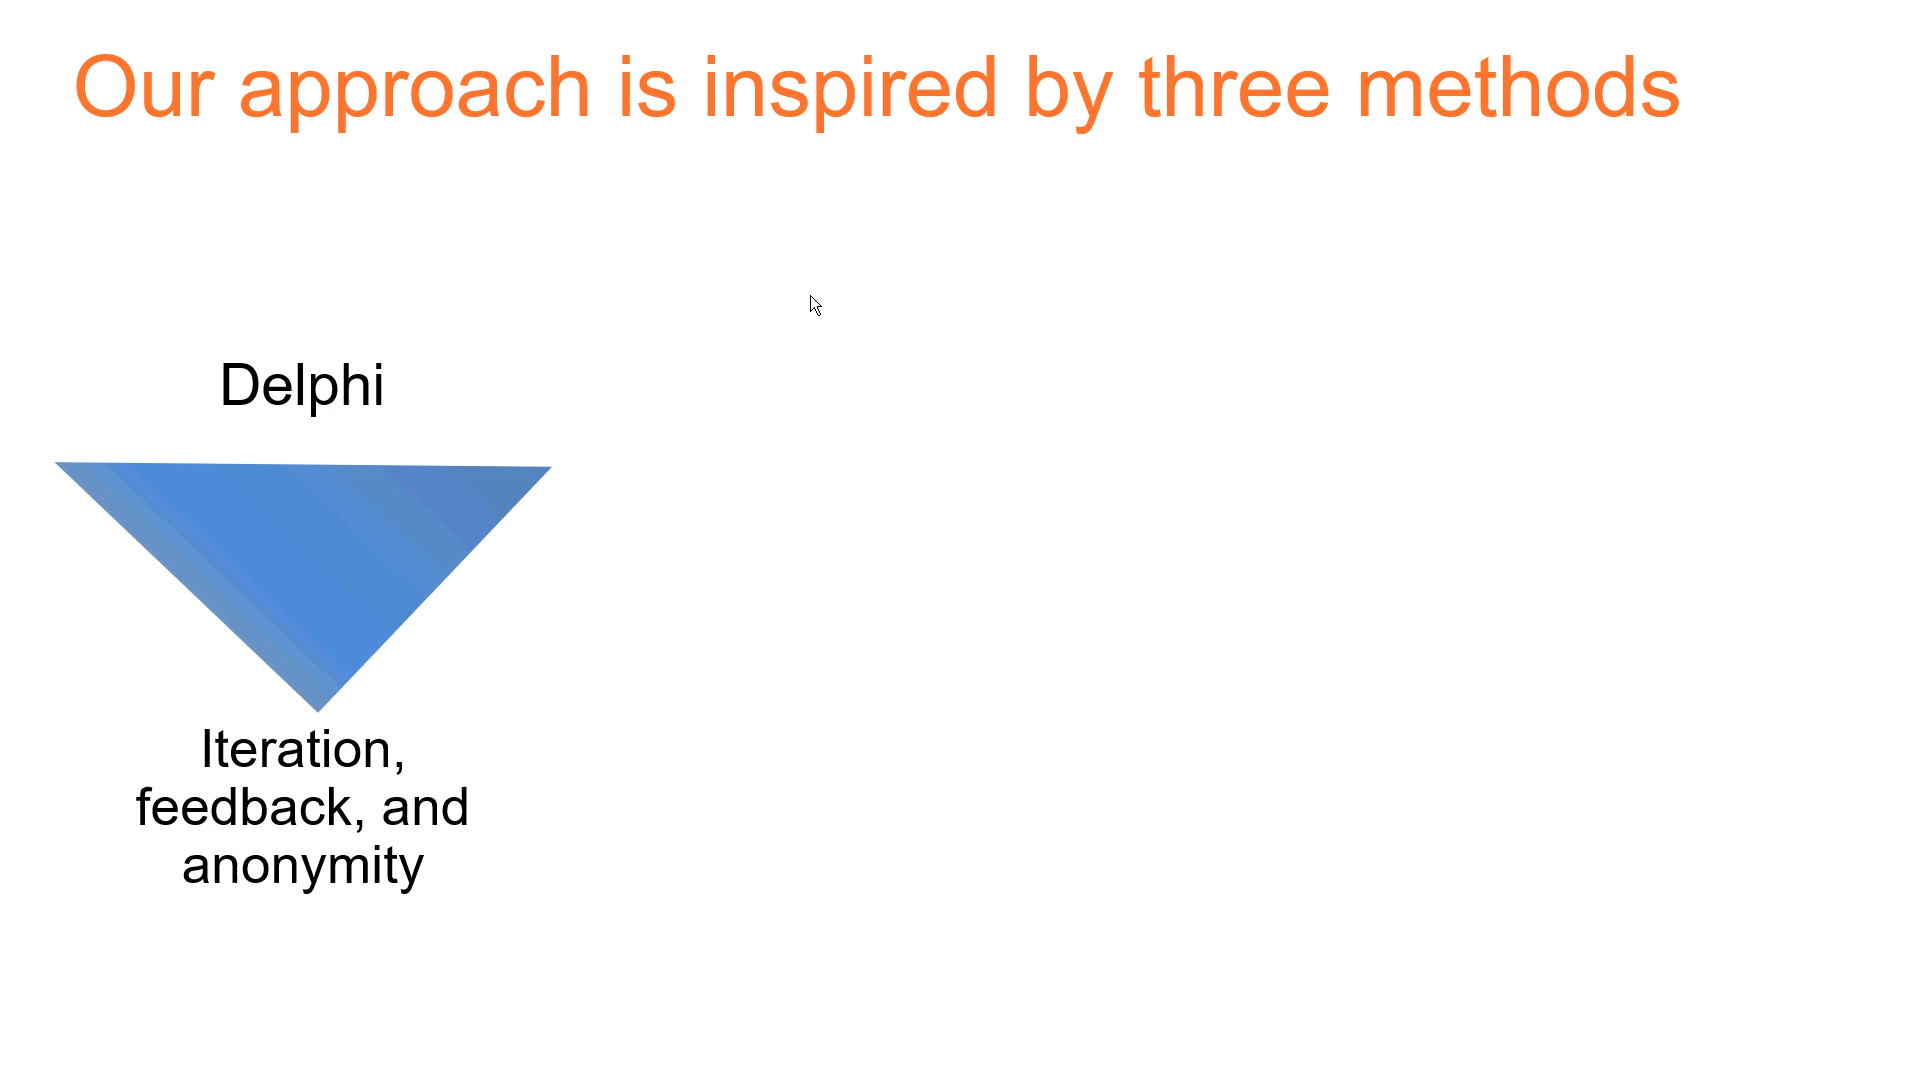 Our approach is inspired by three methods
Delphi
Iteration,
feedback, and
anonymity